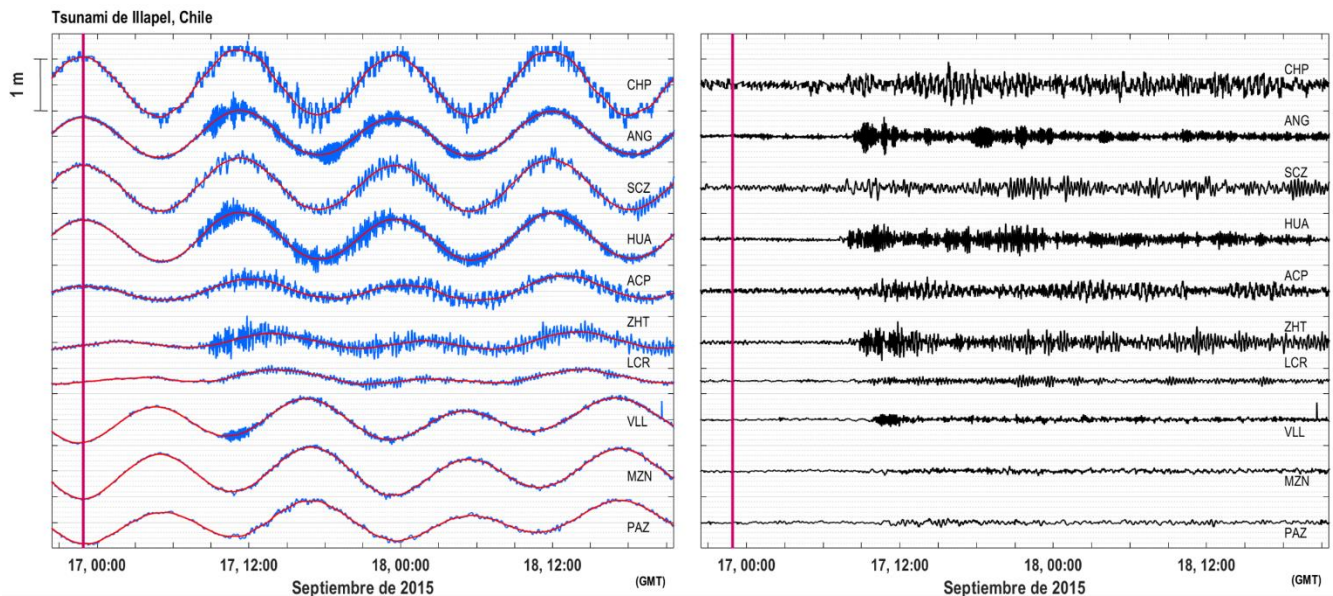 Tsunami de Illapel, Chile
1 m
CHP
ANG
SCZ
HUA
ACP
ZHT
LCR
VLL
MZN
PAZ
17, 00:00
17, 12:00
18, 00:00
18, 12:00
Septiembre de 2015
(GMT)
CHP
ANG
SCZ
HUA
ACP
ZHT
LCR
VLL
MZN
PAZ
17, 00:00
17, 12:00
18, 00:00
18, 12:00
Septiembre de 2015
(GMT)